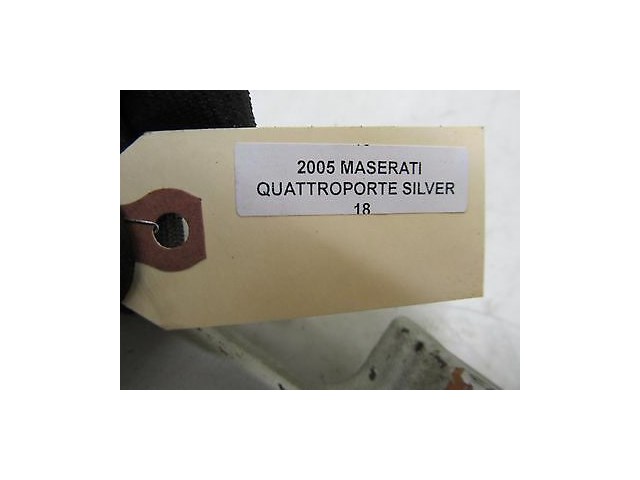 2005 MASERATI
QUATTROPORTE SILVER
18